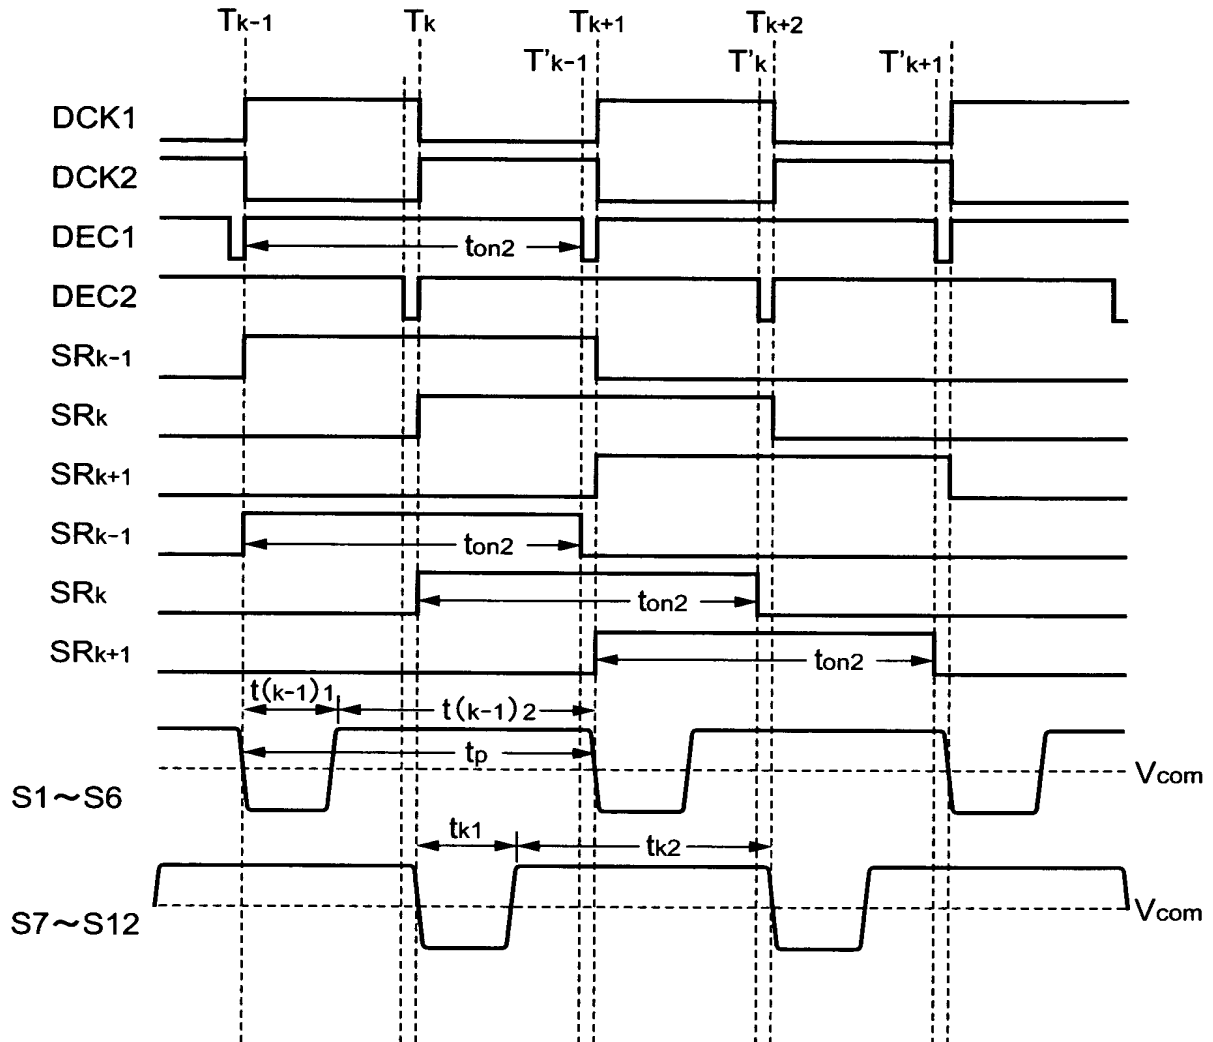 Tk-1 Tk Tk+1 Tk+2
T'k-1 T'k T'k+1
DCK1
DCK2
DEC1
ton2
DEC2
SRk-1
SRk
SRk+1
SRk-1
ton2
SRk
ton2
SRk+1
ton2
t(k-1)1
t(k-1)2
tp
Vcom
S1~S6
tk1
tk2
S7~S12
Vcom